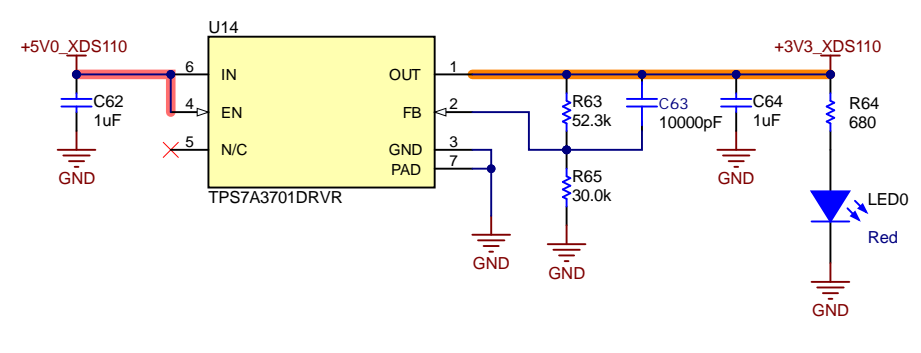 U14
+5V0_XDS110
+3V3_XDS110
6 IN OUT 1
C62
1uF
4 EN FB 2
R63
52.3k
C63
10000pF
C64
1uF
R64
680
5 N/C GND 3
PAD 7
TPS7A3701DRVR
R65
30.0k
LED0
Red
GND
GND
GND
GND
GND